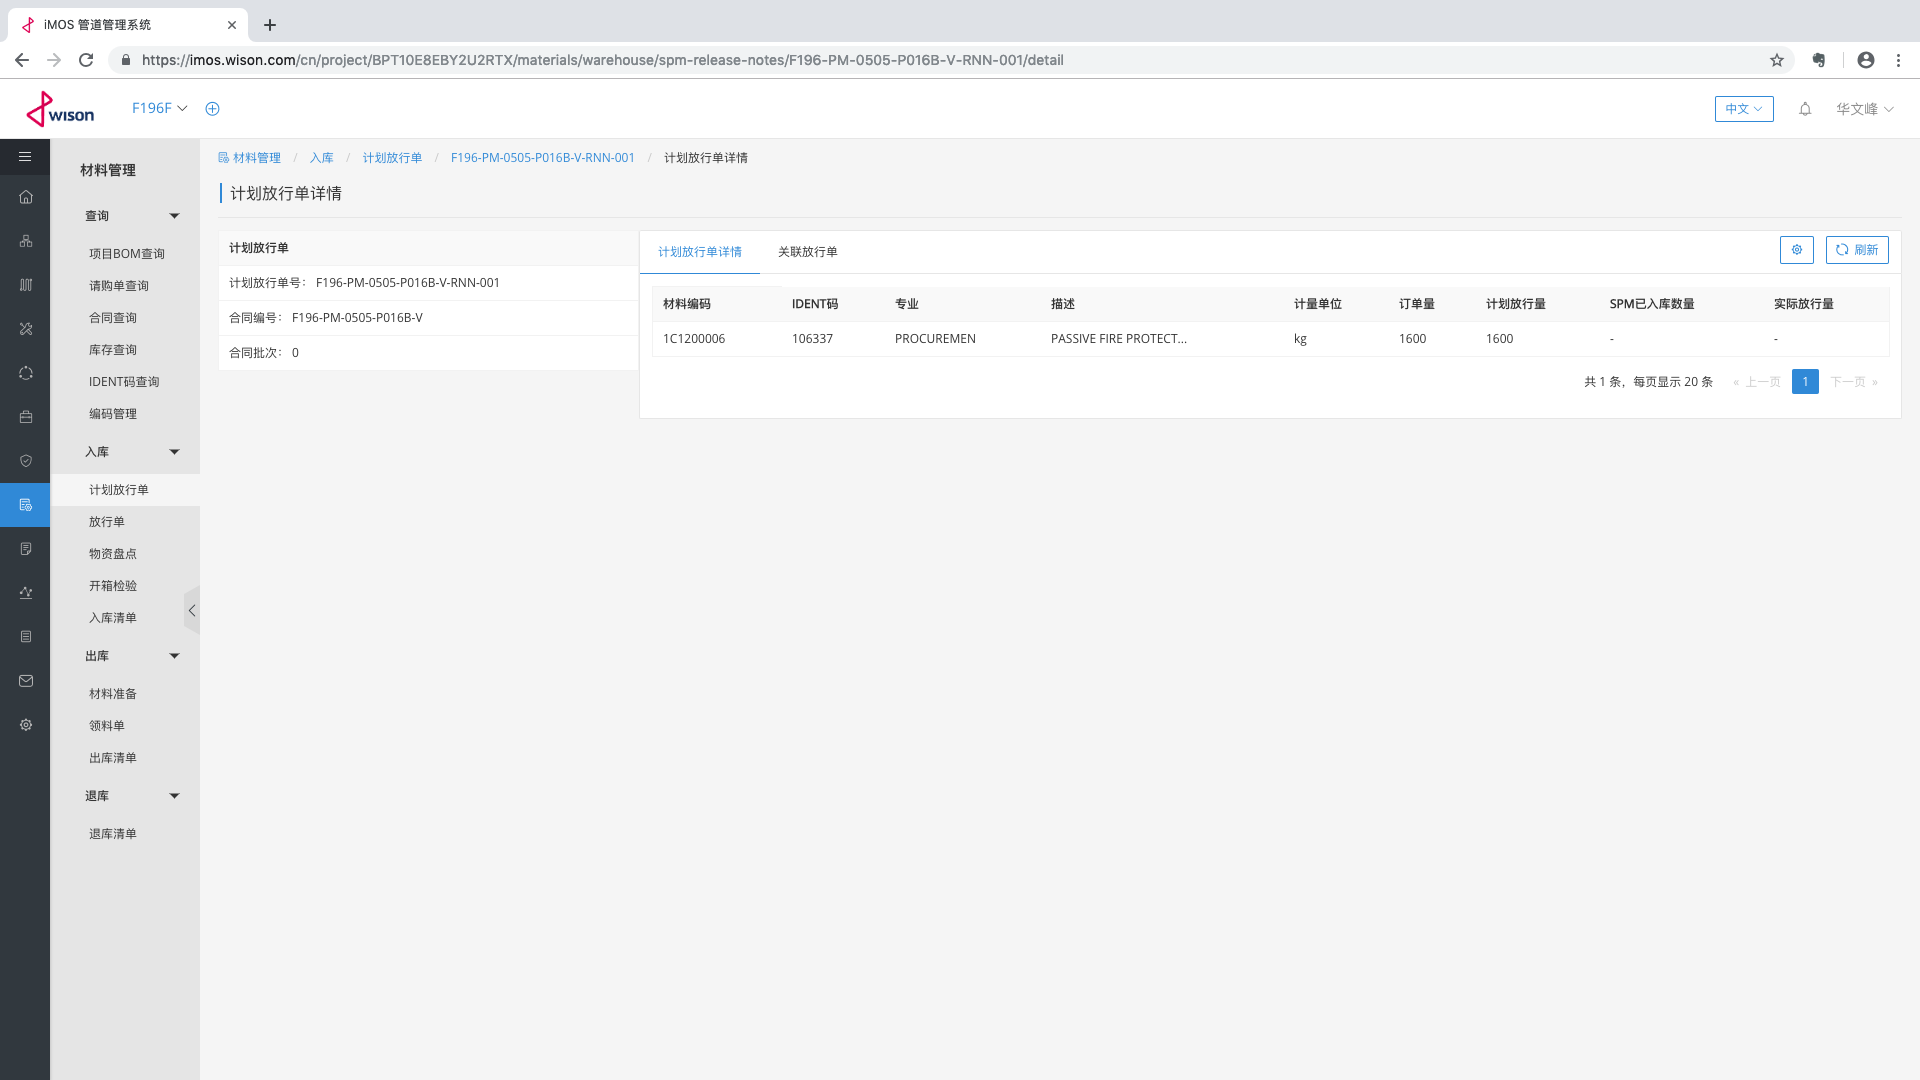 iMOS 管道管理系统
https://imos.wison.com/cn/project/BPT10E8EBY2U2RTX/materials/warehouse/spm-release-notes/F196-PM-0505-P016B-V-RNN-001/detail
wison F196F 中文 华文峰
材料管理
查询
项目BOM查询
请购单查询
合同查询
库存查询
IDENT码查询
编码管理
入库
计划放行单
放行单
物资盘点
开箱检验
入库清单
出库
材料准备
领料单
出库清单
退库
退库清单
材料管理 / 入库 / 计划放行单 / F196-PM-0505-P016B-V-RNN-001 / 计划放行单详情
计划放行单详情
计划放行单
计划放行单号： F196-PM-0505-P016B-V-RNN-001
合同编号： F196-PM-0505-P016B-V
合同批次： 0
计划放行单详情 关联放行单 刷新
材料编码 IDENT码 专业 描述 计量单位 订单量 计划放行量 SPM已入库数量 实际放行量
1C1200006 106337 PROCUREMEN PASSIVE FIRE PROTECT... kg 1600 1600 - -
共 1 条，每页显示 20 条 « 上一页 1 下一页 »